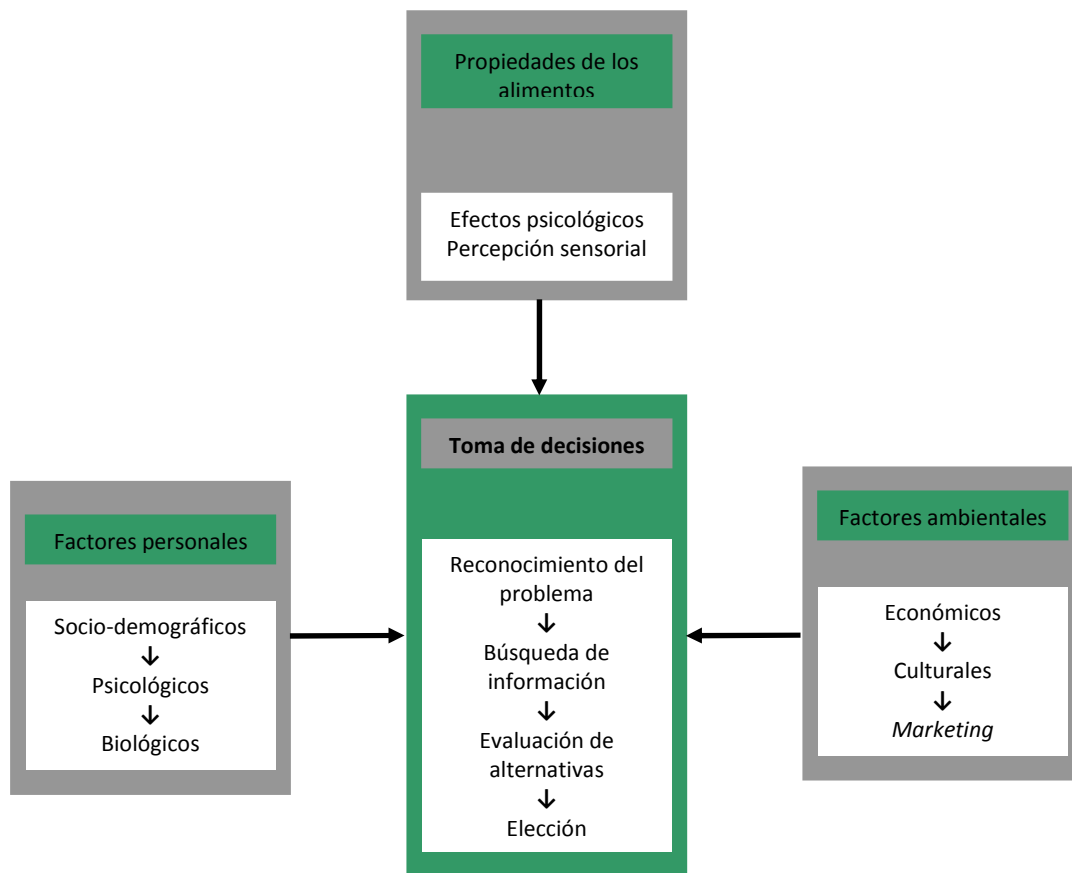 Propiedades de los
alimentos
Efectos psicológicos
Percepción sensorial
Toma de decisiones
Reconocimiento del
problema
↓
Búsqueda de
información
↓
Evaluación de
alternativas
↓
Elección
Factores personales
Socio-demográficos
↓
Psicológicos
↓
Biológicos
Factores ambientales
Económicos
↓
Culturales
↓
Marketing